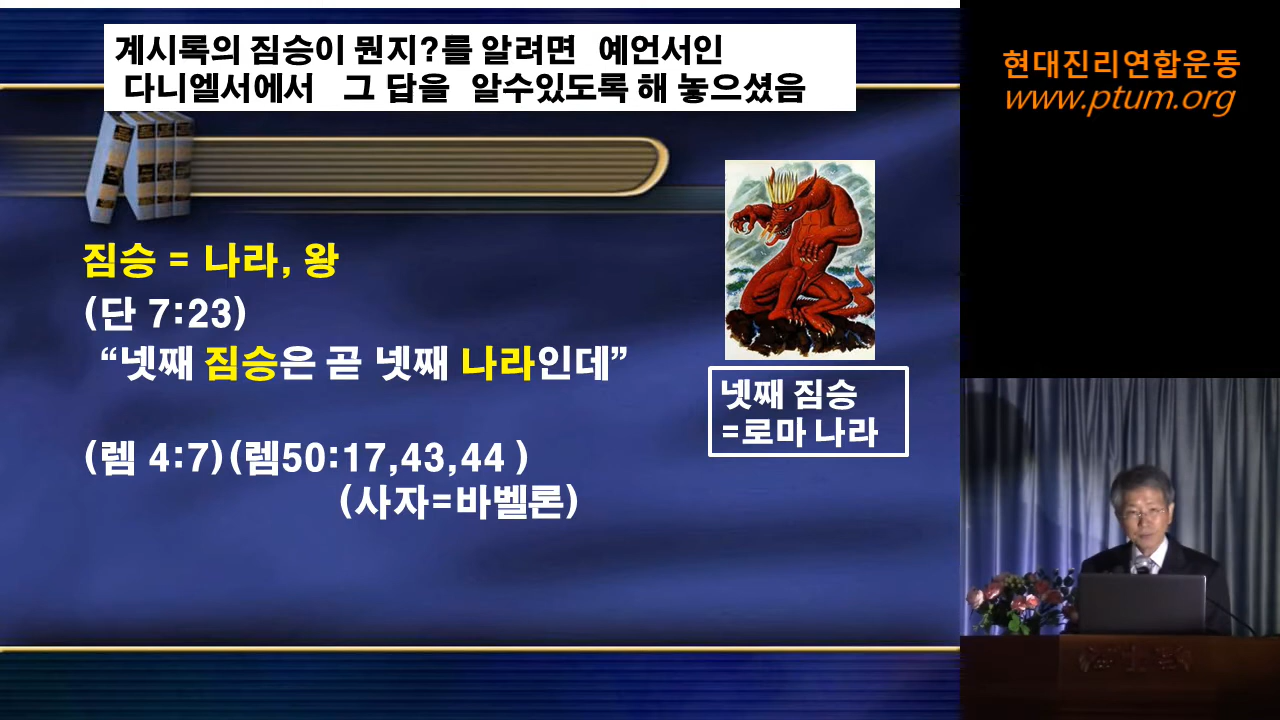 계시록의 짐승이 뭔지?를 알려면 예언서인
다니엘서에서 그 답을 알수있도록 해 놓으셨음
현대진리연합운동
www.ptum.org
짐승 = 나라, 왕
(단 7:23)
“넷째 짐승은 곧 넷째 나라인데”
넷째 짐승
=로마 나라
(렘 4:7)(렘50:17,43,44 )
(사자=바벨론)